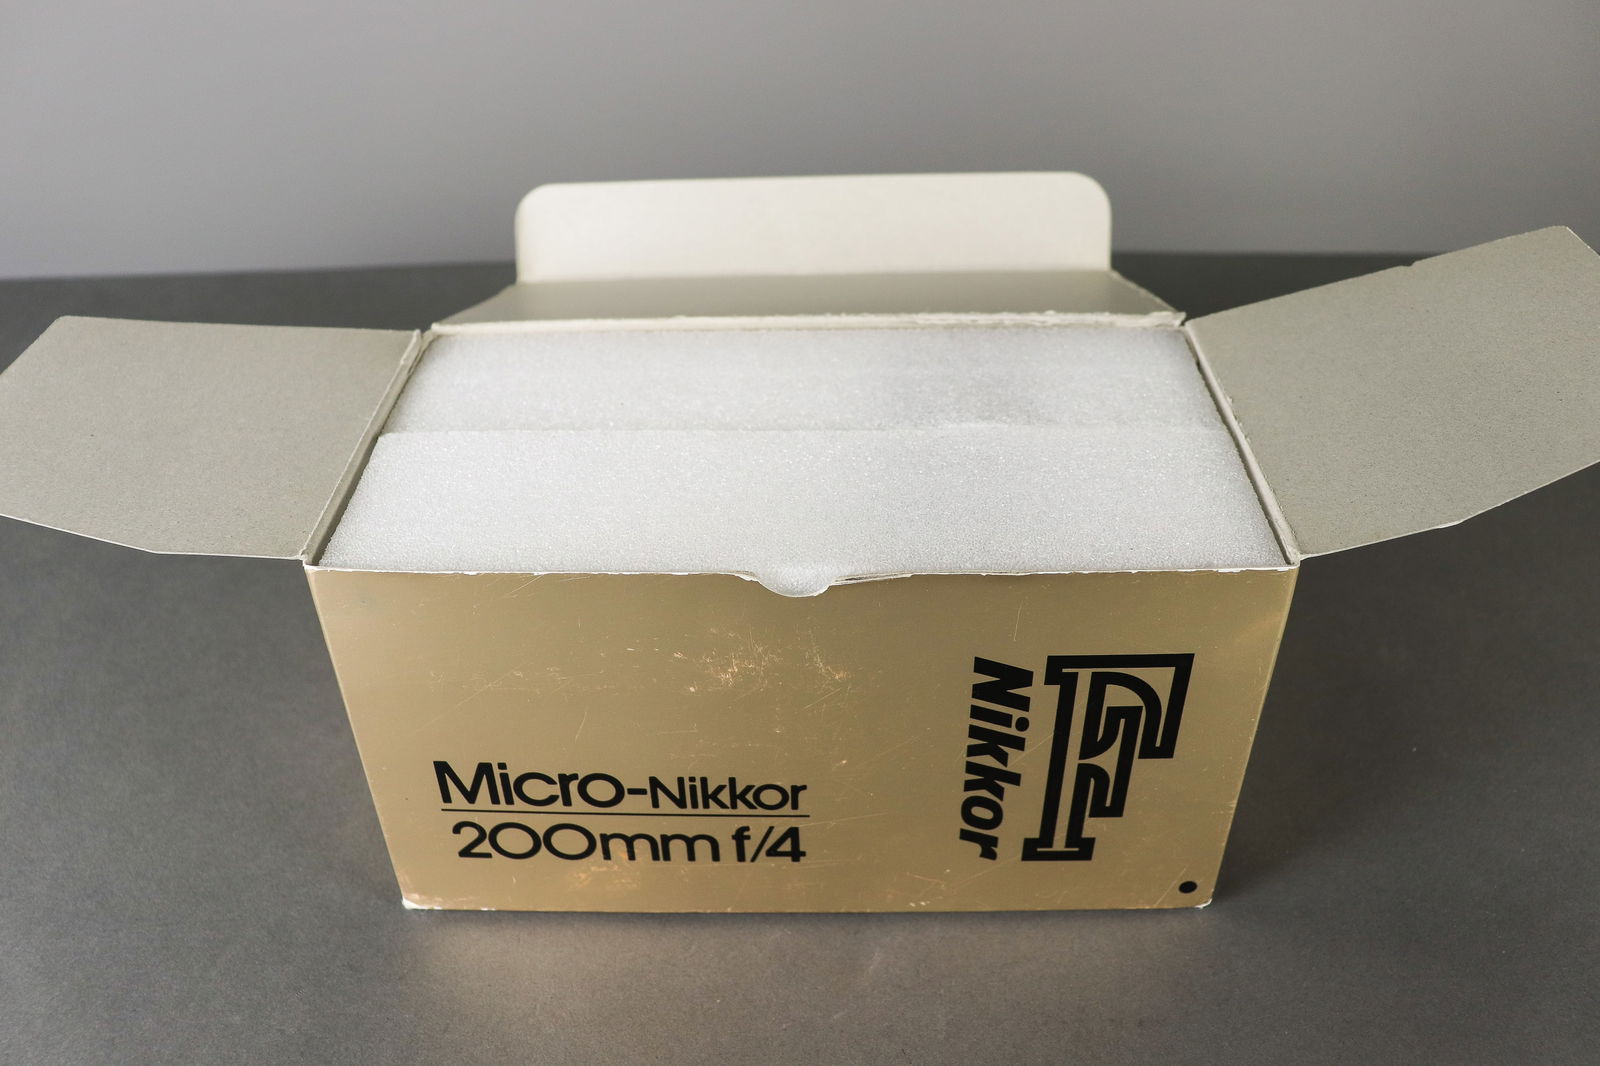 Micro-Nikkor
200mm f/4
F
Nikkor